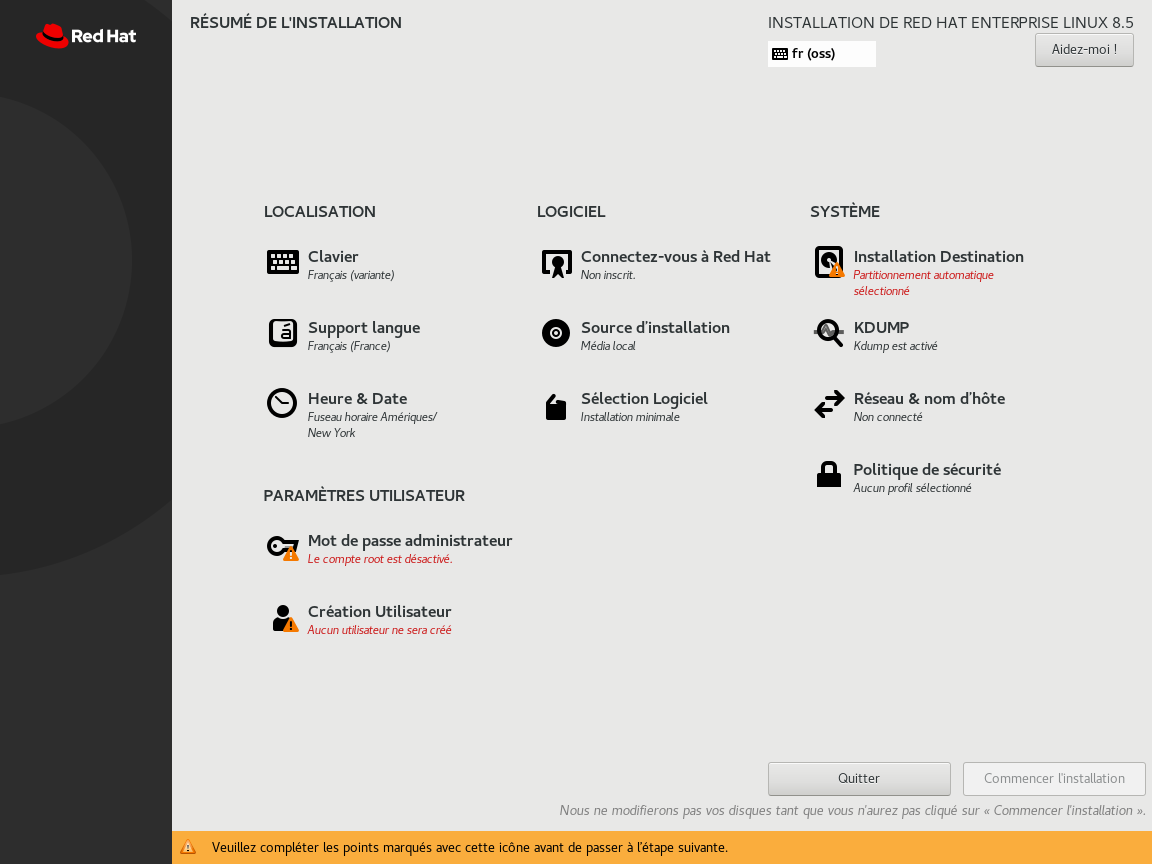 Red Hat
RÉSUMÉ DE L'INSTALLATION
INSTALLATION DE RED HAT ENTERPRISE LINUX 8.5
fr (oss)
Aidez-moi !
LOCALISATION
Clavier
Français (variante)
Support langue
Français (France)
Heure & Date
Fuseau horaire Amériques/
New York
LOGICIEL
Connectez-vous à Red Hat
Non inscrit.
Source d'installation
Média local
Sélection Logiciel
Installation minimale
SYSTÈME
Installation Destination
Partitionnement automatique
sélectionné
KDUMP
Kdump est activé
Réseau & nom d'hôte
Non connecté
Politique de sécurité
Aucun profil sélectionné
PARAMÈTRES UTILISATEUR
Mot de passe administrateur
Le compte root est désactivé.
Création Utilisateur
Aucun utilisateur ne sera créé
Quitter
Commencer l'installation
Nous ne modifierons pas vos disques tant que vous n'aurez pas cliqué sur « Commencer l'installation ».
Veuillez compléter les points marqués avec cette icône avant de passer à l'étape suivante.